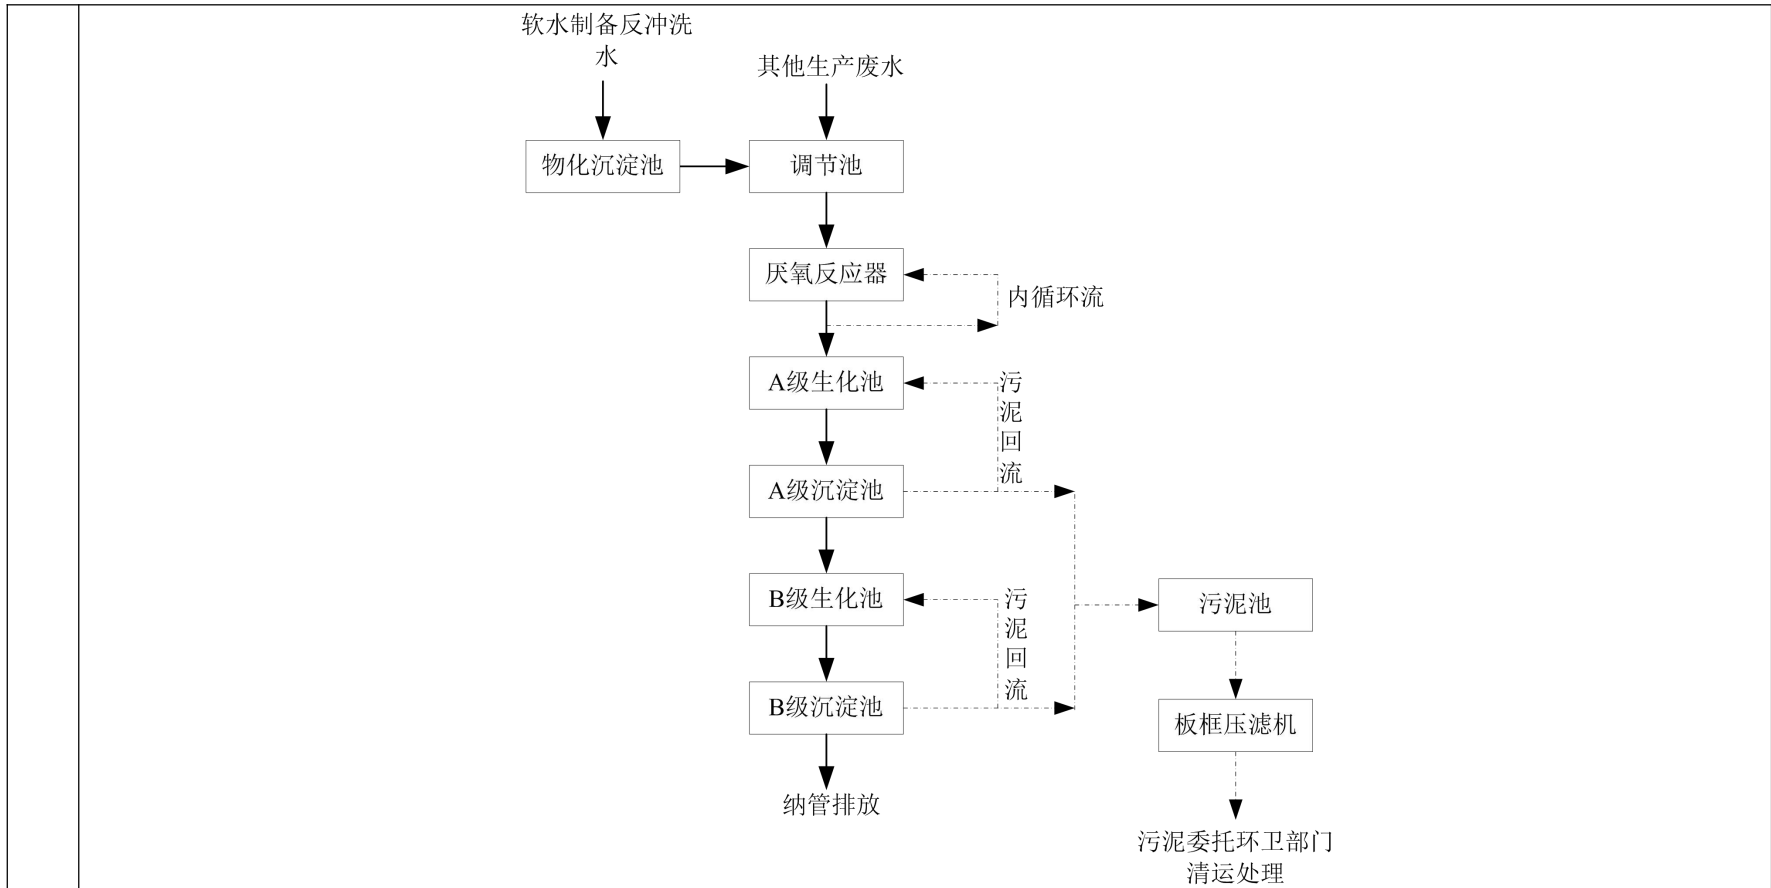 软水制备反冲洗
水
其他生产废水
物化沉淀池
调节池
厌氧反应器
内循环流
A级生化池
污
泥
回
流
A级沉淀池
B级生化池
污
泥
回
流
污泥池
B级沉淀池
板框压滤机
纳管排放
污泥委托环卫部门
清运处理